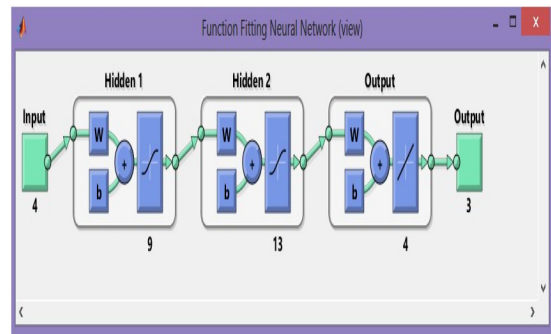 Function Fitting Neural Network (view)
Hidden 1
Hidden 2
Output
Input
Output
W
b
+
W
b
+
W
b
+
4
9
13
4
3